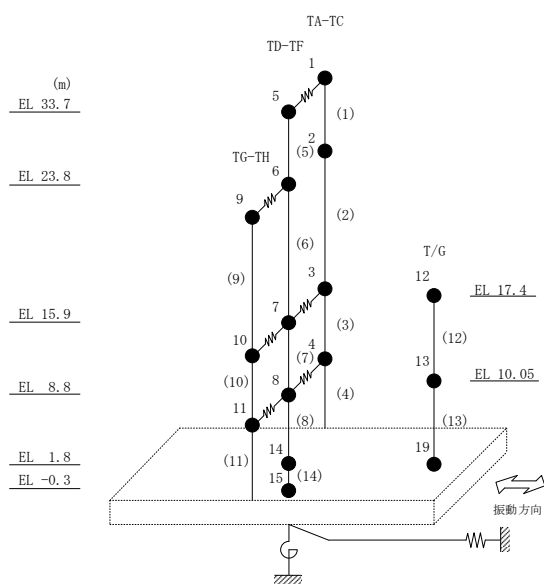 TA-TC
TD-TF
(m)
1
EL 33.7
5
(1)
2
TG-TH
(5)
EL 23.8
6
9
(2)
T/G
(6)
(9)
3
12
EL 17.4
EL 15.9
7
(3)
10
4
(12)
(7)
13
EL 8.8
(10)
8
EL 10.05
11
(4)
(8)
(13)
14
19
EL 1.8
(11)
(14)
EL -0.3
15
振動方向